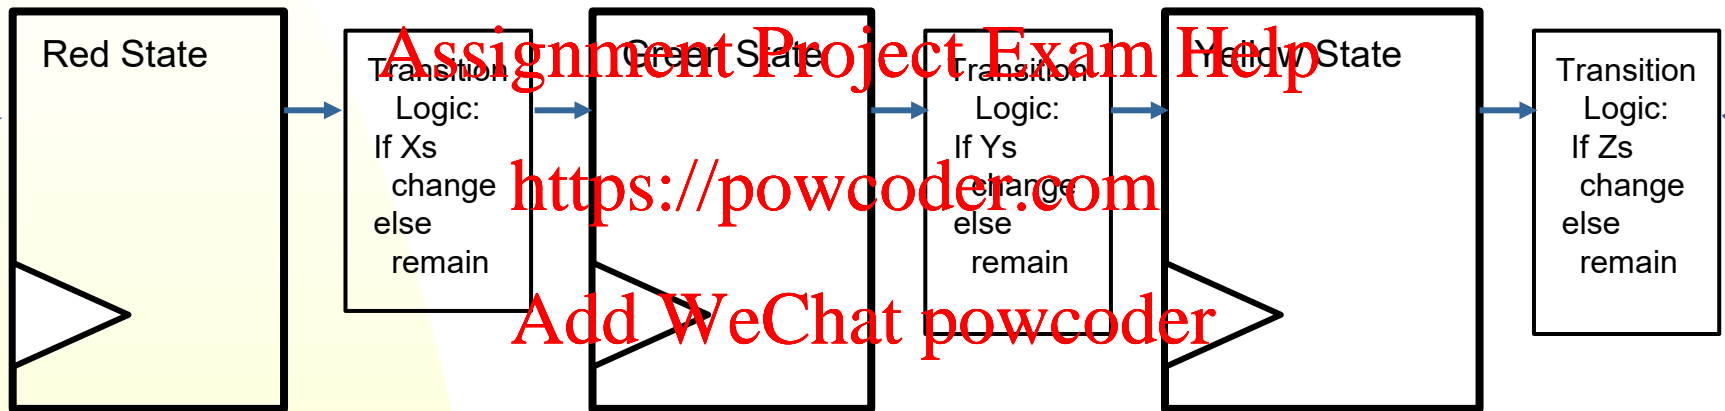 Red State
Transition
Logic:
If Xs
change
else
remain
Green State
Transition
Logic:
If Ys
change
else
remain
Yellow State
Transition
Logic:
If Zs
change
else
remain
Assignment Project Exam Help
https://powcoder.com
Add WeChat powcoder